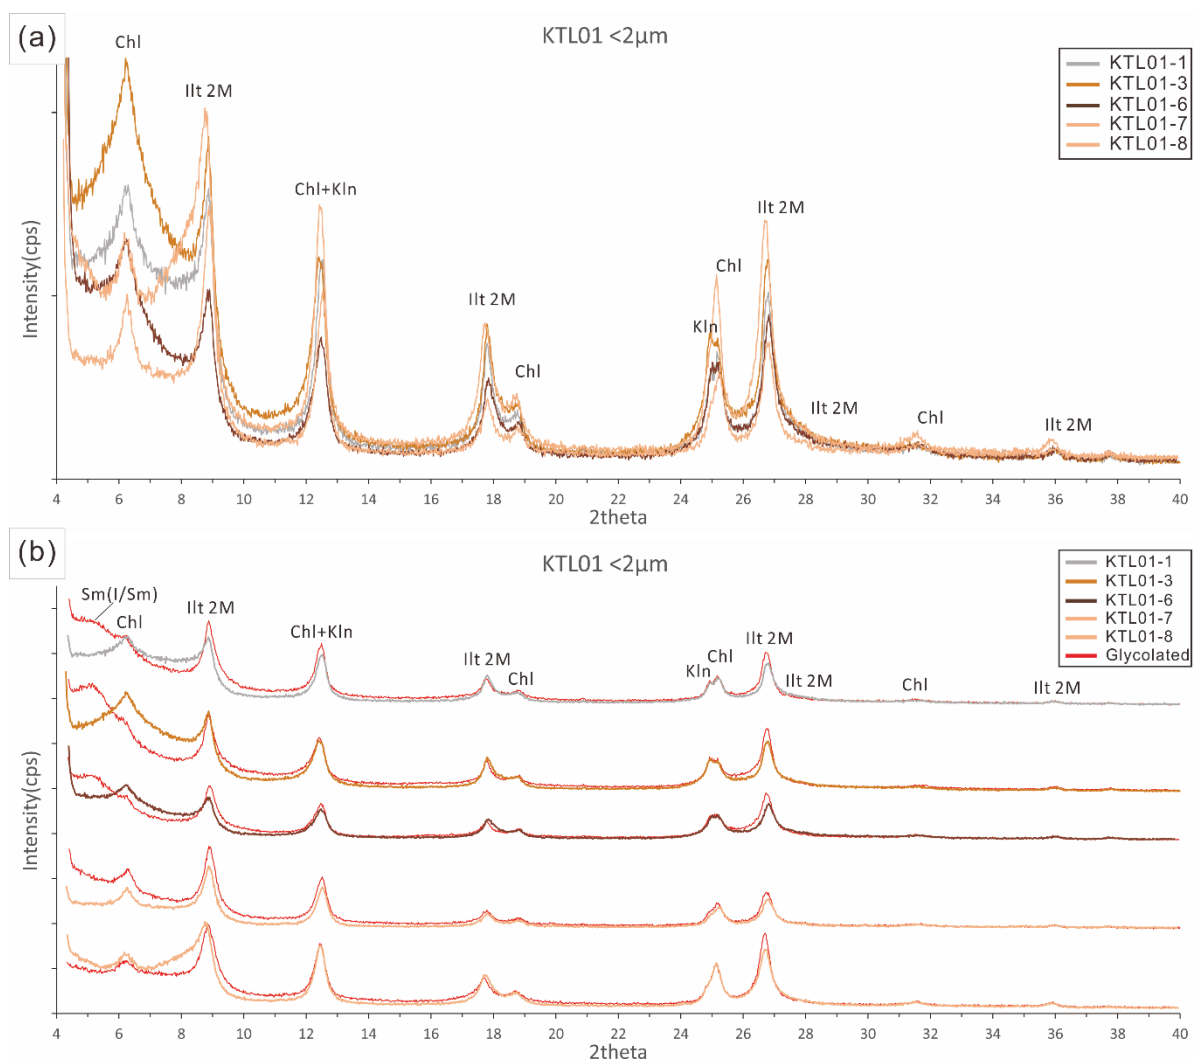 (a)
KTL01 <2µm
KTL01-1
KTL01-3
KTL01-6
KTL01-7
KTL01-8
Chl
Ilt 2M
Chl+Kln
Ilt 2M
Chl
Kln
Chl
Ilt 2M
Ilt 2M
Chl
Ilt 2M
Intensity(cps)
4 6 8 10 12 14 16 18 20 22 24 26 28 30 32 34 36 38 40
2theta
(b)
KTL01 <2µm
KTL01-1
KTL01-3
KTL01-6
KTL01-7
KTL01-8
Glycolated
Sm(I/Sm)
Chl
Ilt 2M
Chl+Kln
Ilt 2M
Chl
Kln
Chl
Ilt 2M
Ilt 2M
Chl
Ilt 2M
Intensity(cps)
4 6 8 10 12 14 16 18 20 22 24 26 28 30 32 34 36 38 40
2theta